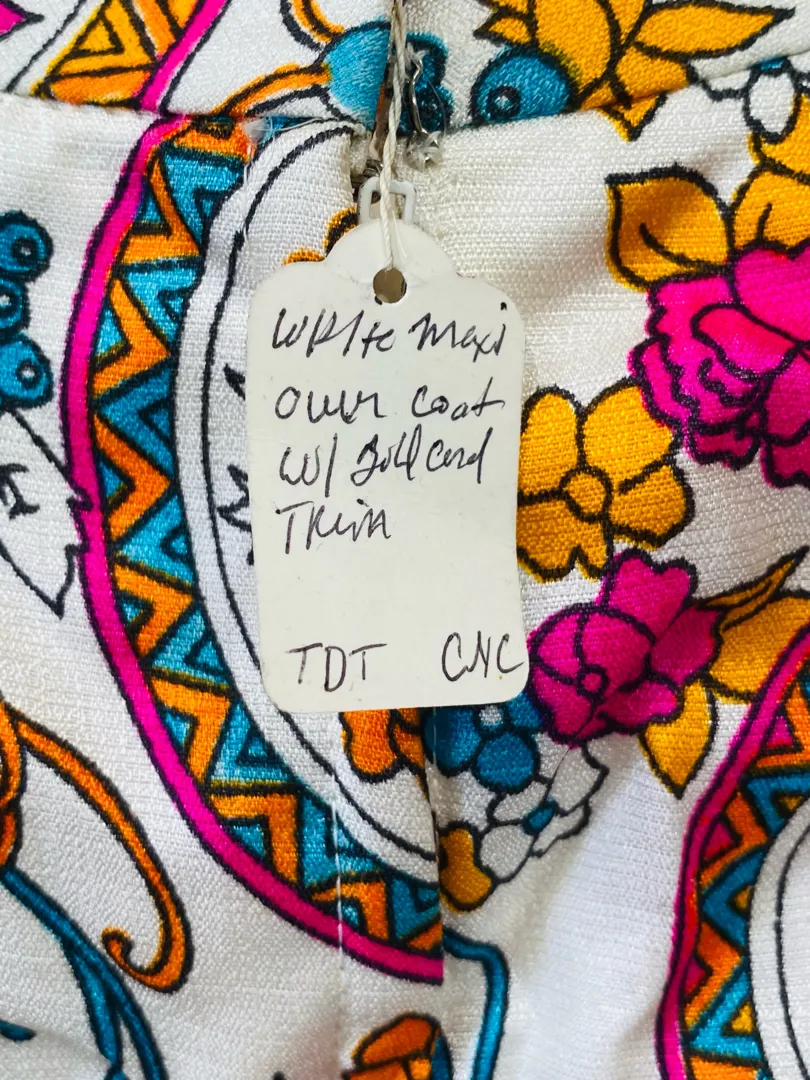 White Maxi
over coat
w/ Gold Cord
Trim
TDT CNC